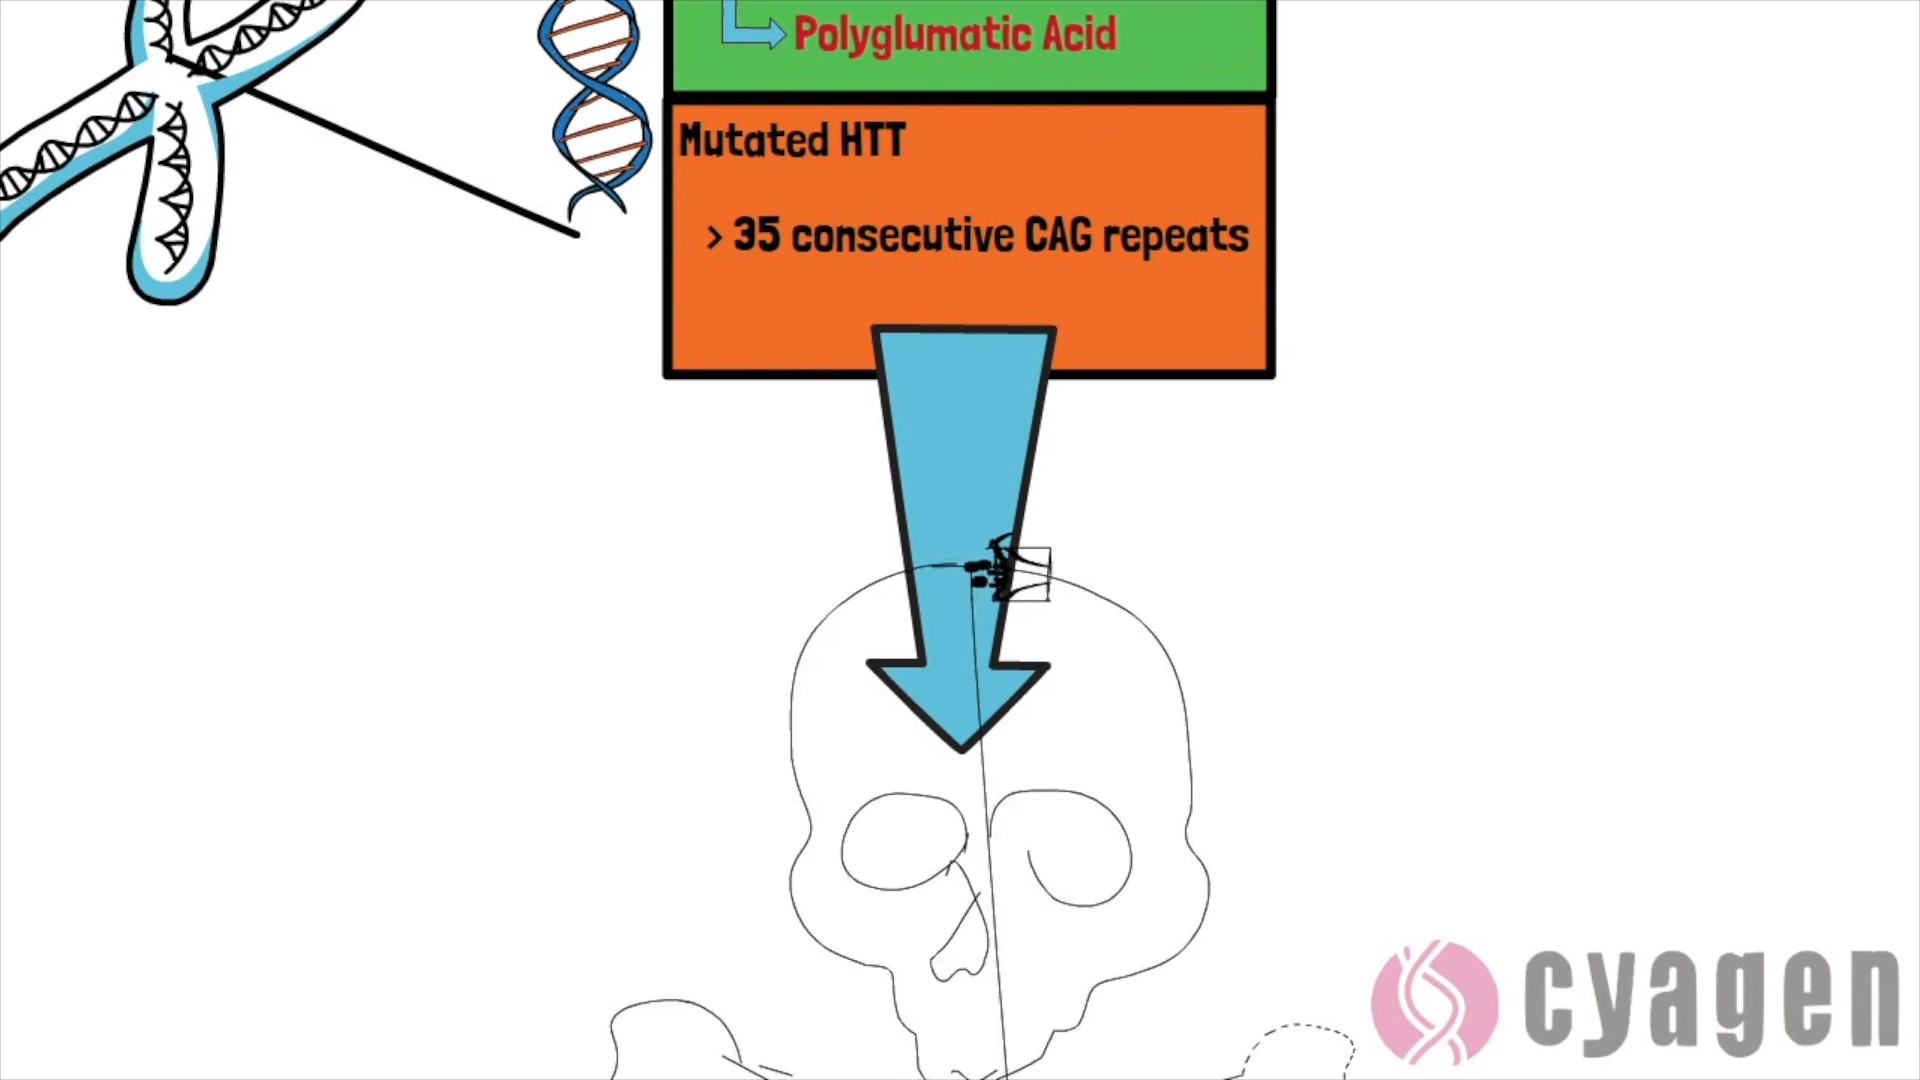 Polyglumatic Acid
Mutated HTT
> 35 consecutive CAG repeats
cyagen